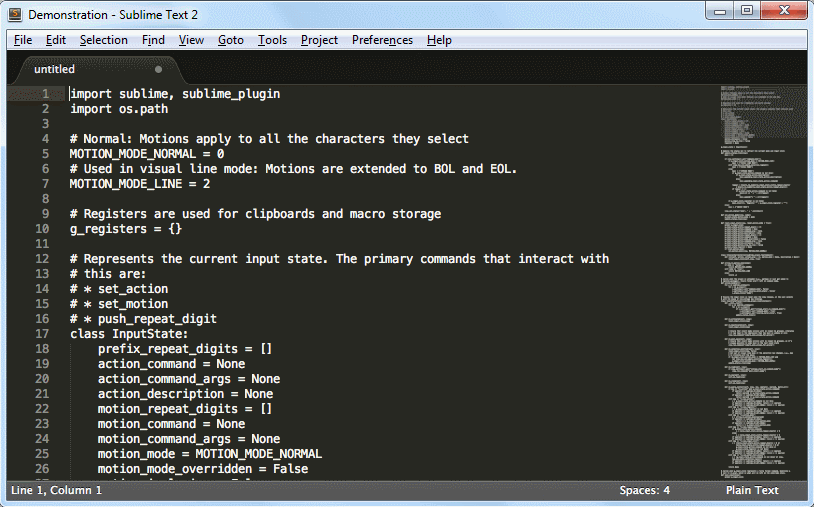 Demonstration - Sublime Text 2
File Edit Selection Find View Goto Tools Project Preferences Help
untitled
1 import sublime, sublime_plugin
2 import os.path
3
4 # Normal: Motions apply to all the characters they select
5 MOTION_MODE_NORMAL = 0
6 # Used in visual line mode: Motions are extended to BOL and EOL.
7 MOTION_MODE_LINE = 2
8
9 # Registers are used for clipboards and macro storage
10 g_registers = {}
11
12 # Represents the current input state. The primary commands that interact with
13 # this are:
14 # * set_action
15 # * set_motion
16 # * push_repeat_digit
17 class InputState:
18     prefix_repeat_digits = []
19     action_command = None
20     action_command_args = None
21     action_description = None
22     motion_repeat_digits = []
23     motion_command = None
24     motion_command_args = None
25     motion_mode = MOTION_MODE_NORMAL
26     motion_mode_overridden = False
Line 1, Column 1 Spaces: 4 Plain Text